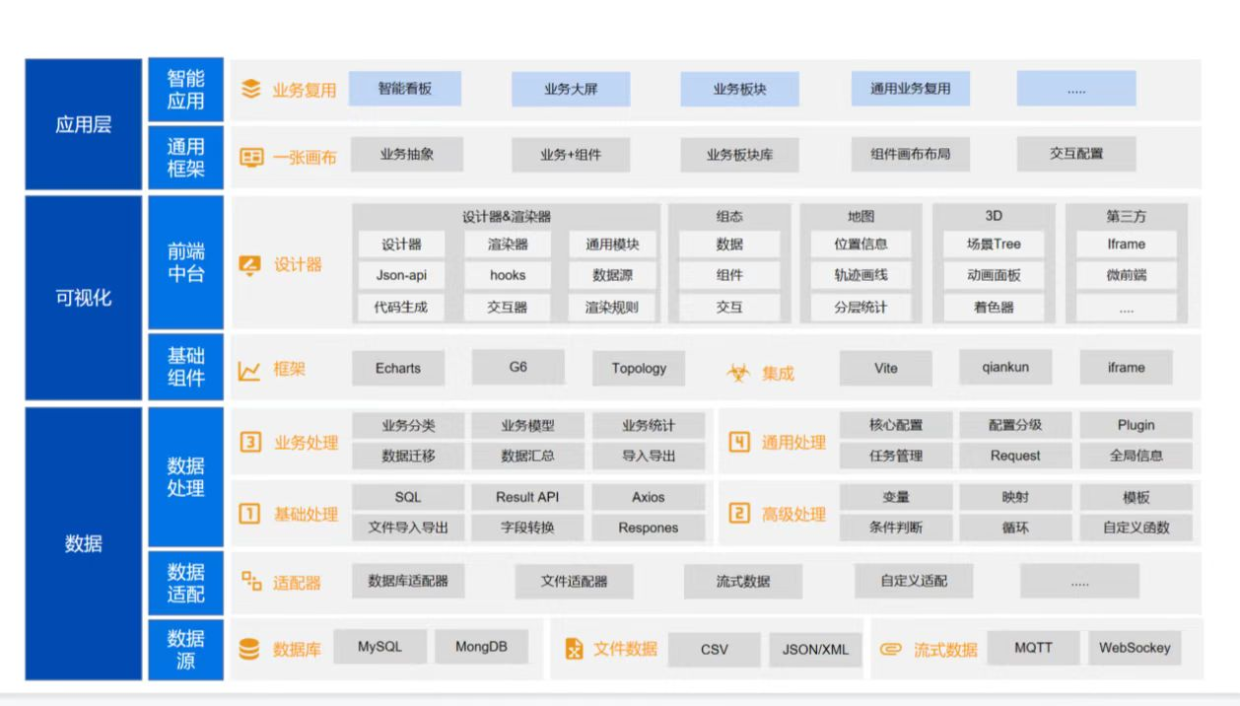 应用层
智能
应用
业务复用
智能看板
业务大屏
业务板块
通用业务复用
.....
通用
框架
一张画布
业务抽象
业务+组件
业务板块库
组件画布布局
交互配置
可视化
前端
中台
设计器
设计器&渲染器
设计器
渲染器
通用模块
Json-api
hooks
数据源
代码生成
交互器
渲染规则
组态
数据
组件
交互
地图
位置信息
轨迹画线
分层统计
3D
场景Tree
动画面板
着色器
第三方
Iframe
微前端
....
基础
组件
框架
Echarts
G6
Topology
集成
Vite
qiankun
iframe
数据
数据
处理
3
业务处理
业务分类
业务模型
业务统计
数据迁移
数据汇总
导入导出
4
通用处理
核心配置
配置分级
Plugin
任务管理
Request
全局信息
1
基础处理
SQL
Result API
Axios
文件导入导出
字段转换
Respones
2
高级处理
变量
映射
模板
条件判断
循环
自定义函数
数据
适配
适配器
数据库适配器
文件适配器
流式数据
自定义适配
.....
数据
源
数据库
MySQL
MongDB
文件数据
CSV
JSON/XML
流式数据
MQTT
WebSockey